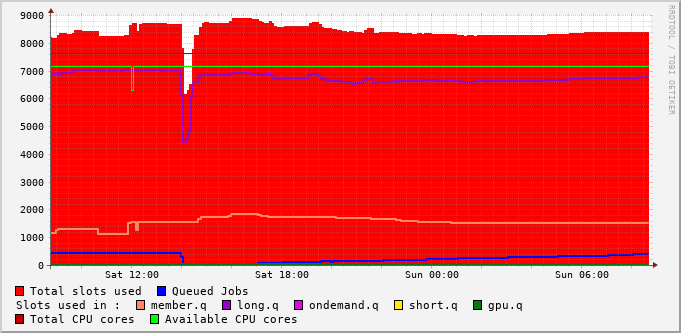 9000
8000
7000
6000
5000
4000
3000
2000
1000
0
Sat 12:00 Sat 18:00 Sun 00:00 Sun 06:00
RRDTOOL / TOBI OETIKER
Total slots used Queued Jobs
Slots used in : member.q long.q ondemand.q short.q gpu.q
Total CPU cores Available CPU cores